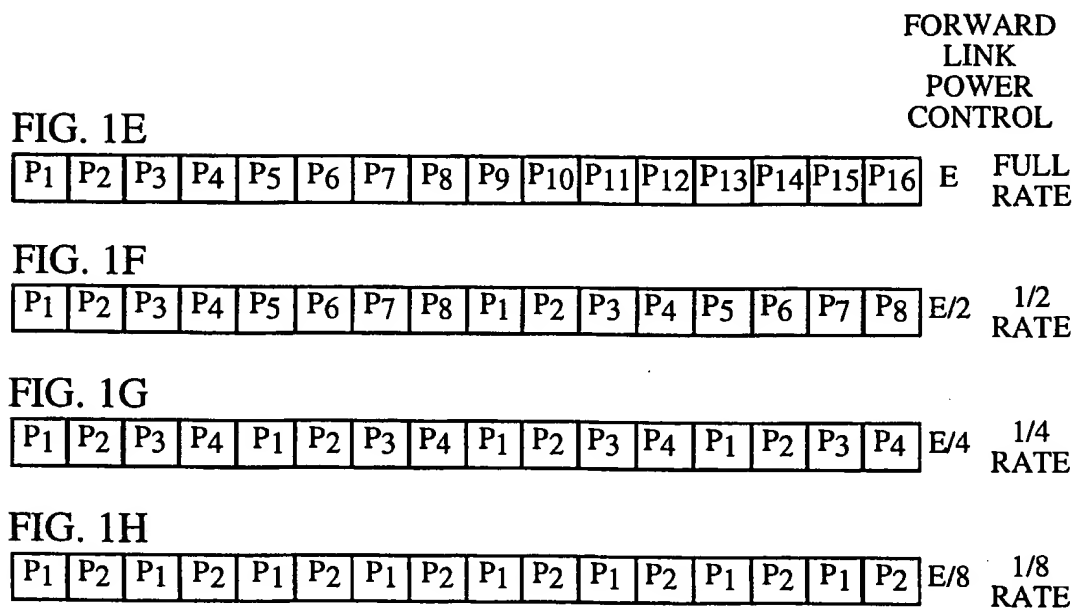 FORWARD
LINK
POWER
CONTROL
FIG. 1E
P1 P2 P3 P4 P5 P6 P7 P8 P9 P10 P11 P12 P13 P14 P15 P16 E FULL
RATE
FIG. 1F
P1 P2 P3 P4 P5 P6 P7 P8 P1 P2 P3 P4 P5 P6 P7 P8 E/2 1/2
RATE
FIG. 1G
P1 P2 P3 P4 P1 P2 P3 P4 P1 P2 P3 P4 P1 P2 P3 P4 E/4 1/4
RATE
FIG. 1H
P1 P2 P1 P2 P1 P2 P1 P2 P1 P2 P1 P2 P1 P2 P1 P2 E/8 1/8
RATE